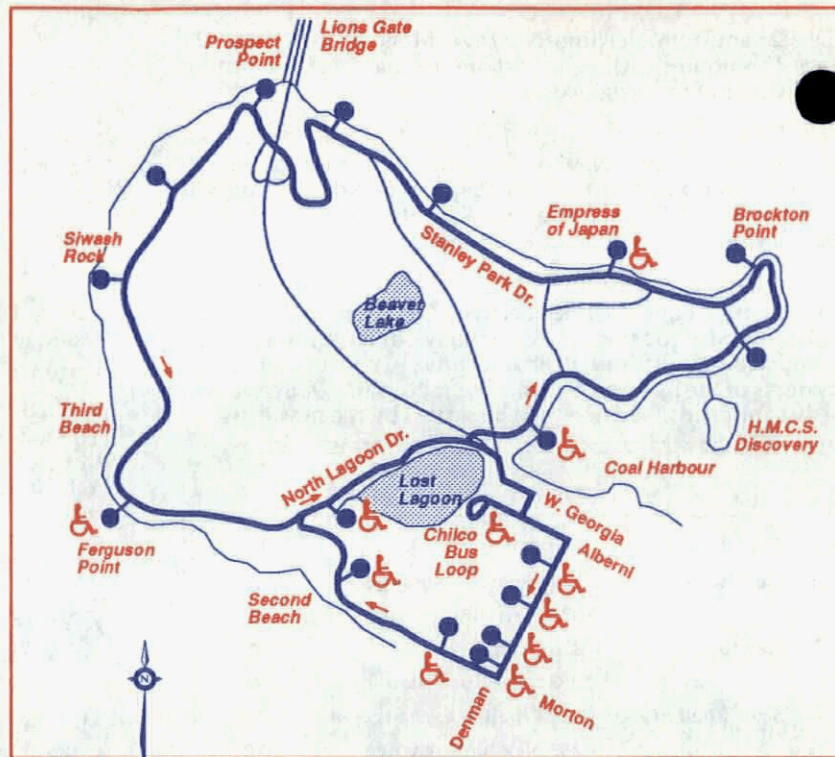 Lions Gate
Bridge
Prospect
Point
Empress
of Japan
Brockton
Point
Siwash
Rock
Stanley Park Dr.
Beaver
Lake
Third
Beach
North Lagoon Dr.
H.M.C.S.
Discovery
Coal Harbour
Lost
Lagoon
W. Georgia
Ferguson
Point
Chilco
Bus
Loop
Alberni
Second
Beach
Denman
Morton
N